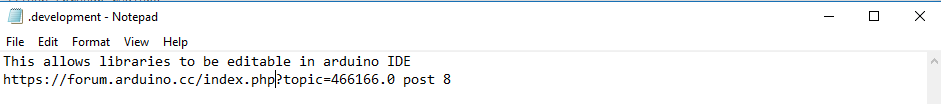 .development - Notepad
File Edit Format View Help
This allows libraries to be editable in arduino IDE
https://forum.arduino.cc/index.php?topic=466166.0 post 8